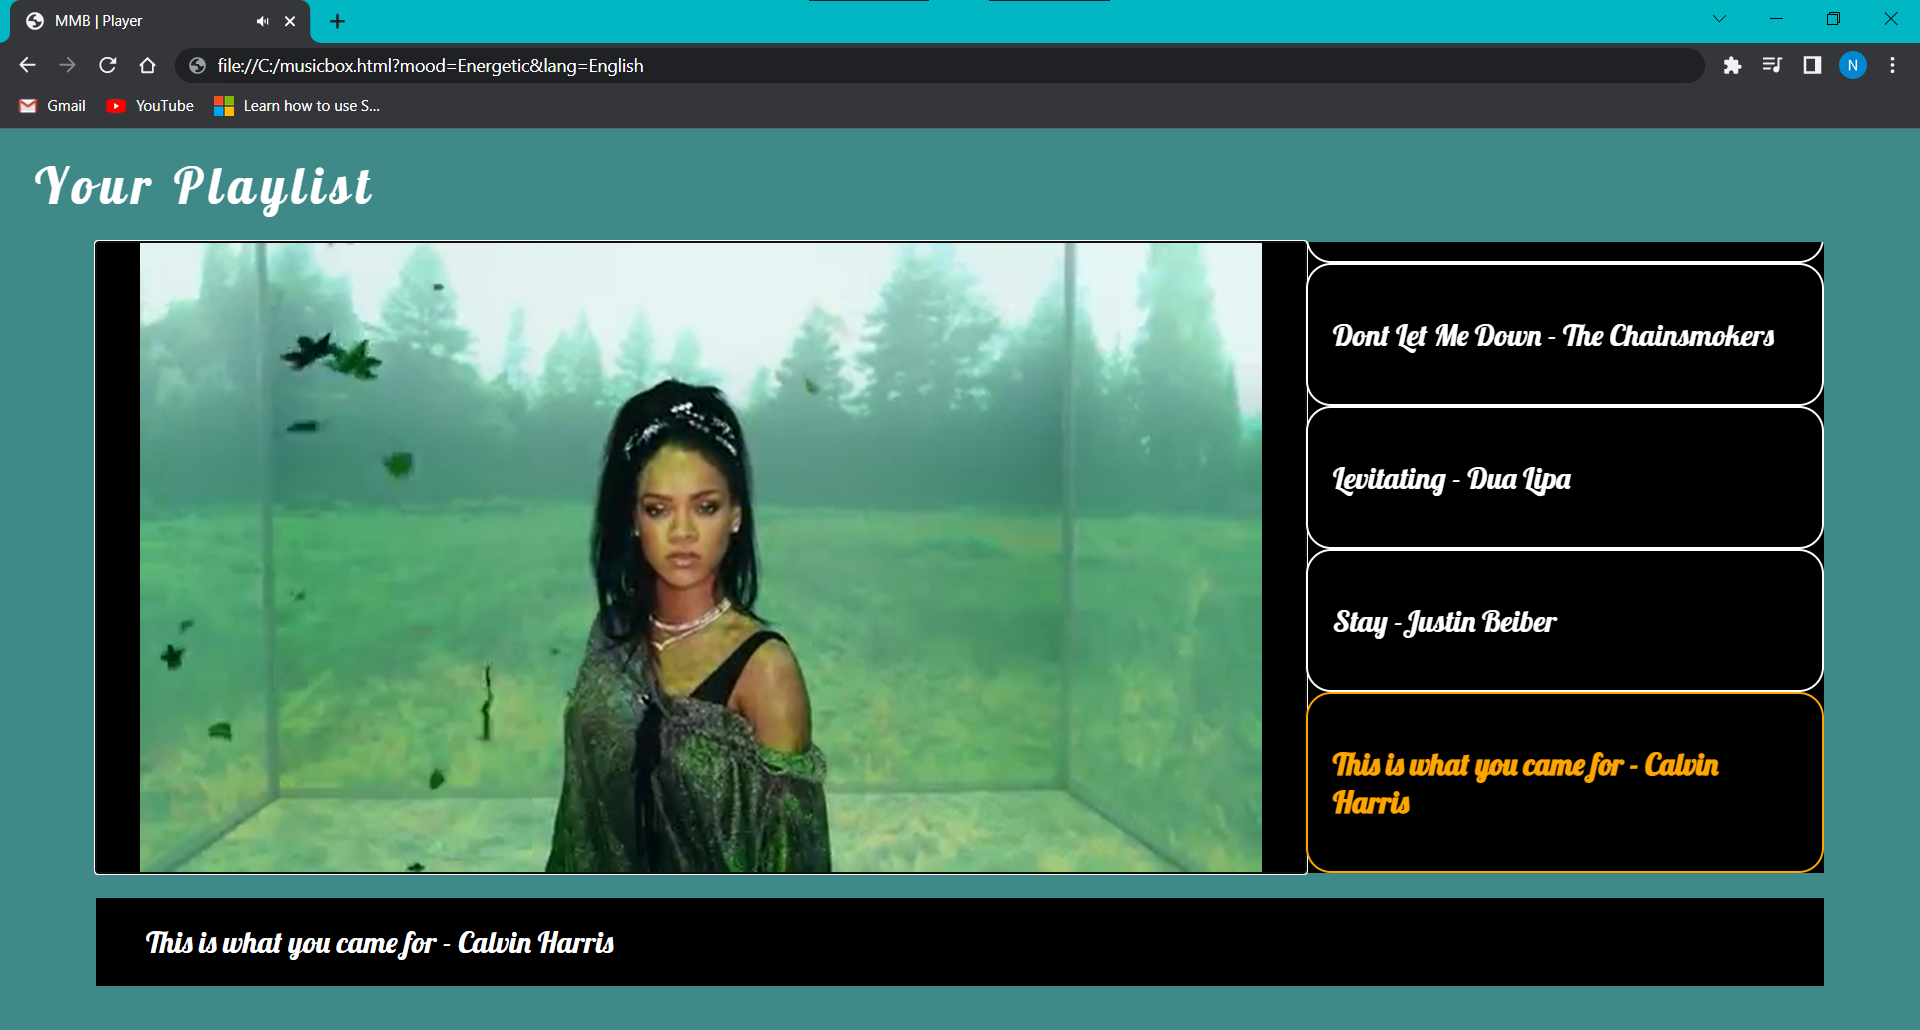 MMB | Player
file://C:/musicbox.html?mood=Energetic&lang=English
N
Gmail
YouTube
Learn how to use S...
Your Playlist
Dont Let Me Down - The Chainsmokers
Levitating - Dua Lipa
Stay -Justin Beiber
This is what you came for - Calvin
Harris
This is what you came for - Calvin Harris